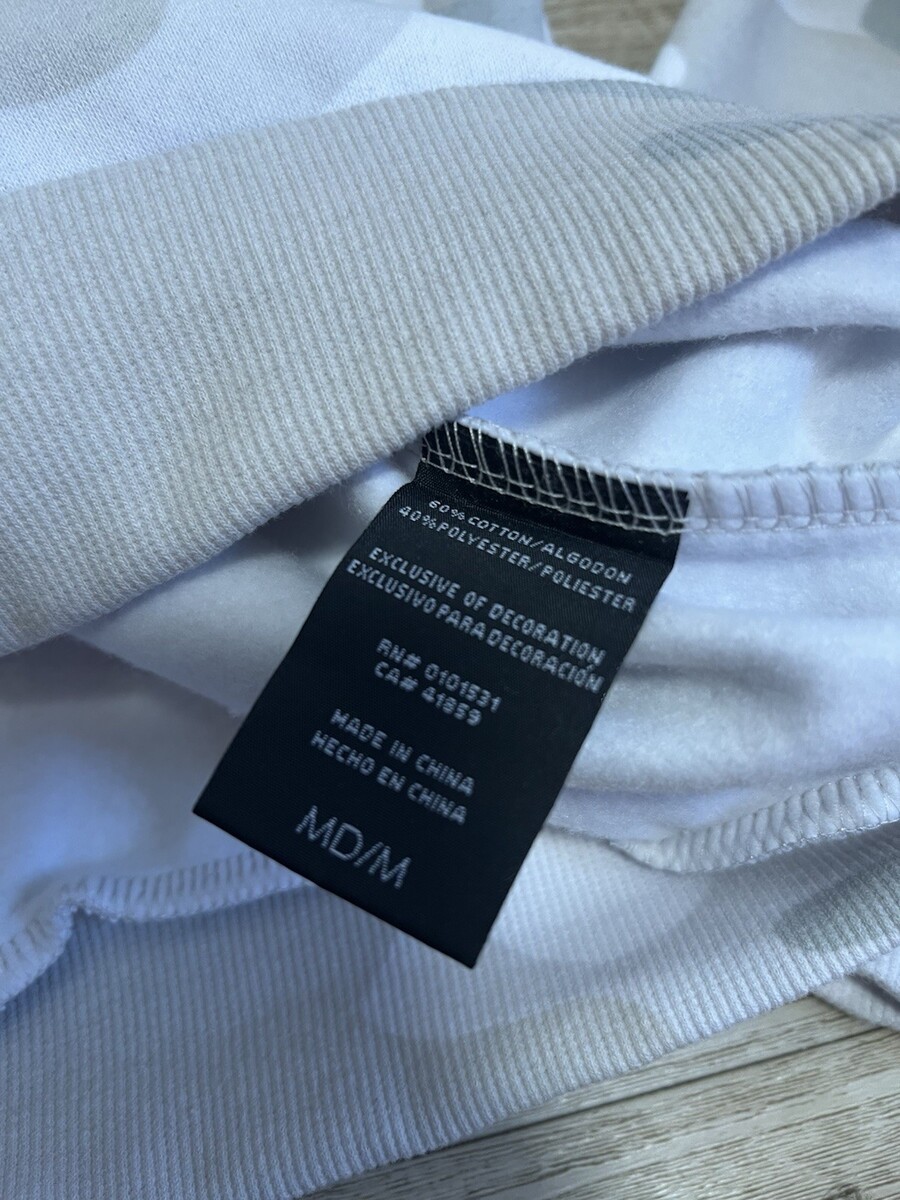 60% COTTON/ALGODON
40% POLYESTER/POLIESTER
EXCLUSIVE OF DECORATION
EXCLUSIVO PARA DECORACIÓN
RN# 0101531
CA# 41859
MADE IN CHINA
HECHO EN CHINA
MD/M